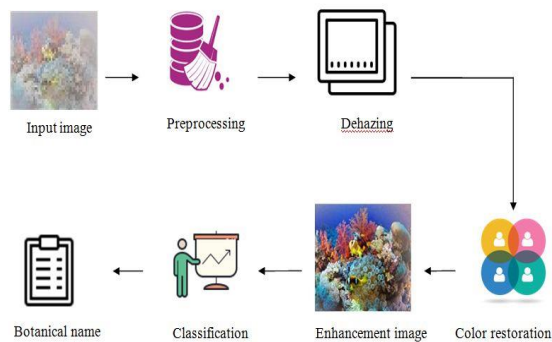 Input image
Preprocessing
Dehazing
Color restoration
Enhancement image
Classification
Botanical name